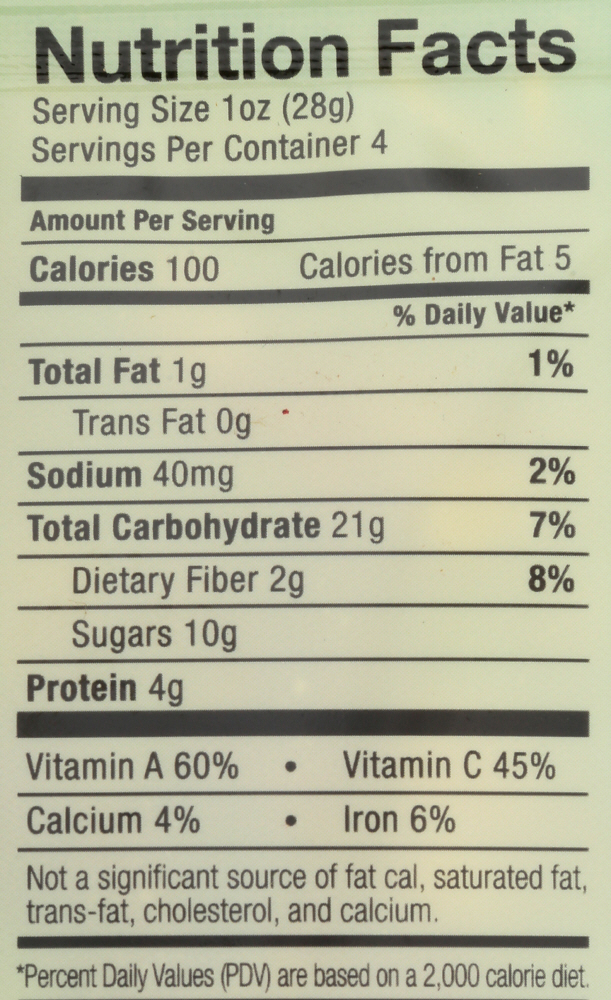 Nutrition Facts
Serving Size 1oz (28g)
Servings Per Container 4
Amount Per Serving
Calories 100 Calories from Fat 5
% Daily Value*
Total Fat 1g 1%
Trans Fat 0g
Sodium 40mg 2%
Total Carbohydrate 21g 7%
Dietary Fiber 2g 8%
Sugars 10g
Protein 4g
Vitamin A 60% • Vitamin C 45%
Calcium 4% • Iron 6%
Not a significant source of fat cal, saturated fat,
trans-fat, cholesterol, and calcium.
*Percent Daily Values (PDV) are based on a 2,000 calorie diet.